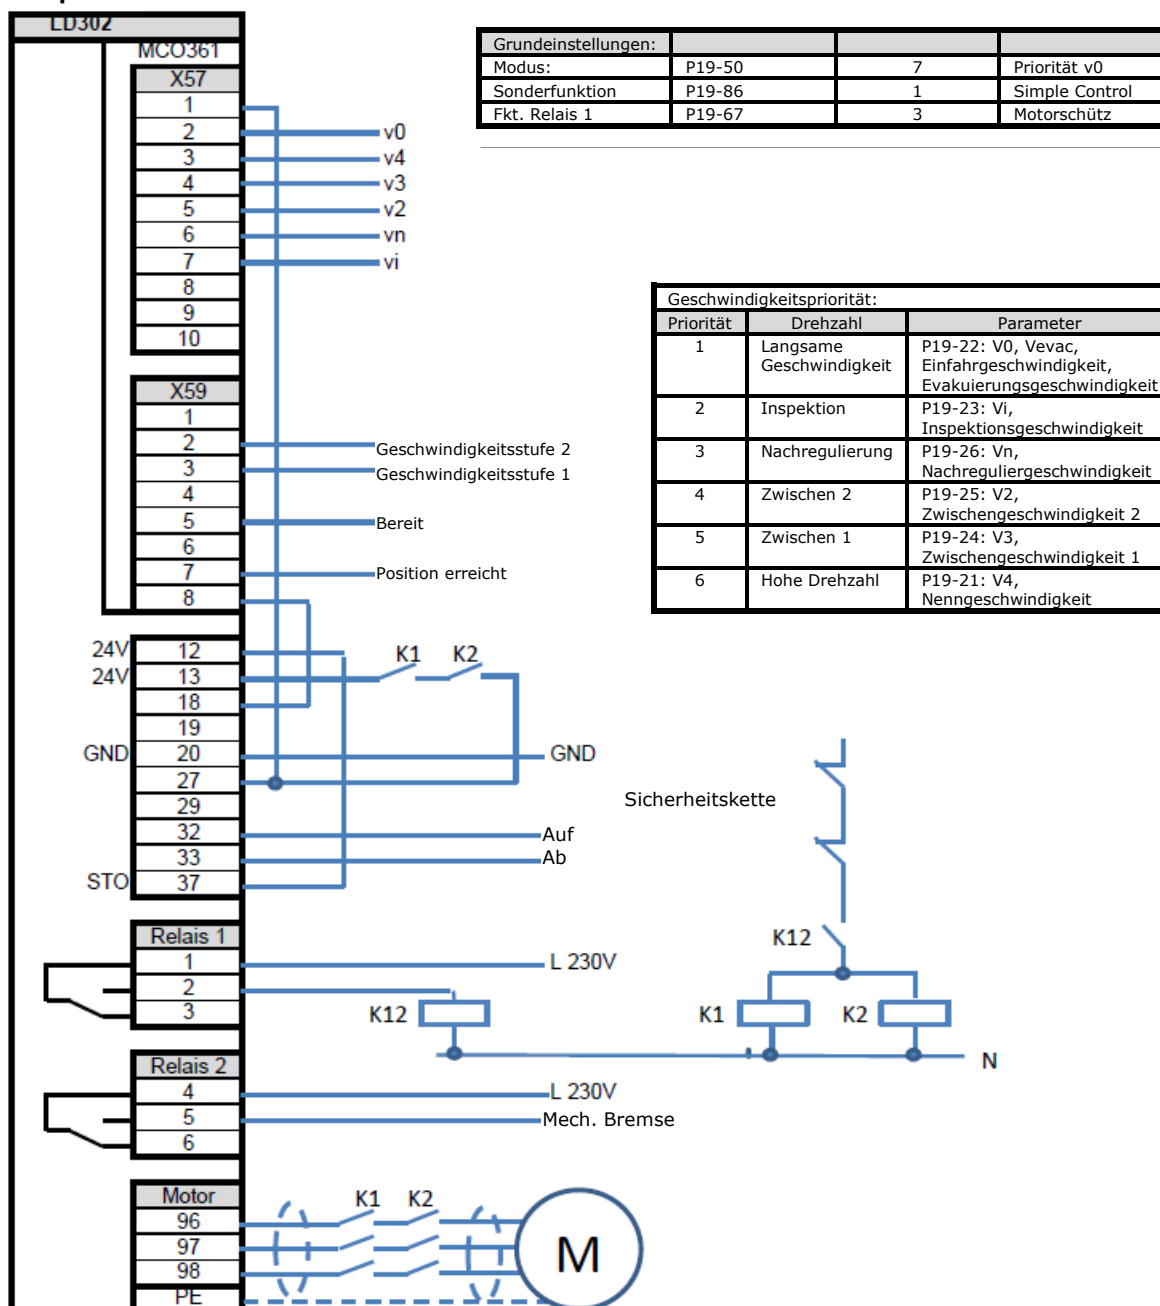 LD302
MCO361
X57
1
2 v0
3 v4
4 v3
5 v2
6 vn
7 vi
8
9
10
Grundeinstellungen:
Modus: P19-50 7 Priorität v0
Sonderfunktion P19-86 1 Simple Control
Fkt. Relais 1 P19-67 3 Motorschütz
Geschwindigkeitspriorität:
Priorität Drehzahl Parameter
1 Langsame Geschwindigkeit P19-22: V0, Vevac,
Einfahrgeschwindigkeit,
Evakuierungsgeschwindigkeit
2 Inspektion P19-23: Vi,
Inspektionsgeschwindigkeit
3 Nachregulierung P19-26: Vn,
Nachreguliergeschwindigkeit
4 Zwischen 2 P19-25: V2,
Zwischengeschwindigkeit 2
5 Zwischen 1 P19-24: V3,
Zwischengeschwindigkeit 1
6 Hohe Drehzahl P19-21: V4,
Nenngeschwindigkeit
X59
1
2 Geschwindigkeitsstufe 2
3 Geschwindigkeitsstufe 1
4
5 Bereit
6
7 Position erreicht
8
24V 12
24V 13 K1 K2
18
19
GND 20 GND
27
29
32 Auf
33 Ab
STO 37
Sicherheitskette
K12
K1 K2
N
Relais 1
1 L 230V
2
3 K12
Relais 2
4 L 230V
5 Mech. Bremse
6
Motor K1 K2
96
97 M
98
PE